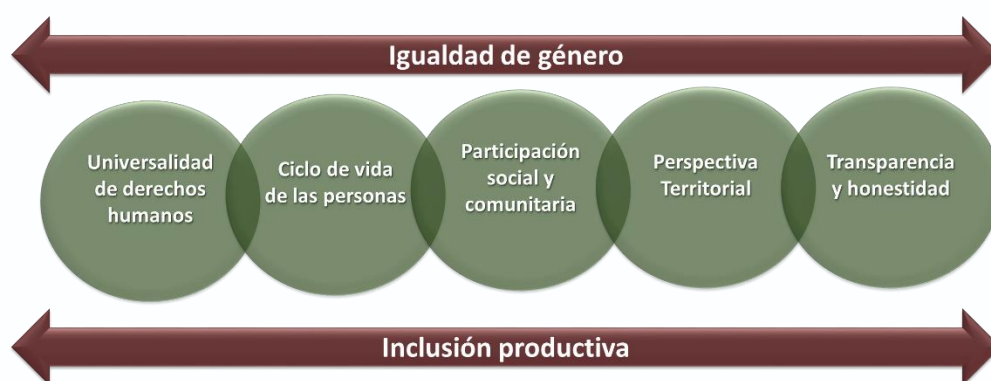 Igualdad de género
Universalidad
de derechos
humanos
Ciclo de vida
de las personas
Participación
social y
comunitaria
Perspectiva
Territorial
Transparencia
y honestidad
Inclusión productiva